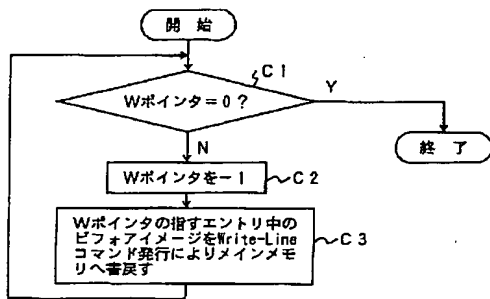 開 始
C 1
Wポインタ=0?
Y
N
終 了
Wポインタを−1
C 2
Wポインタの指すエントリ中の
ビフォアイメージをWrite-Line
コマンド発行によりメインメモ
リへ書戻す
C 3